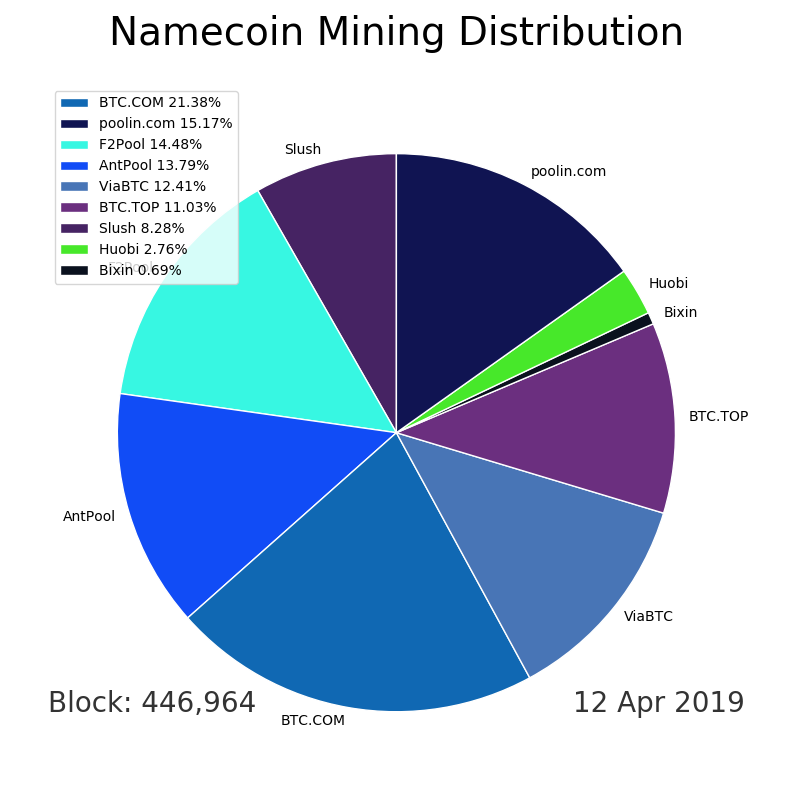 Namecoin Mining Distribution
BTC.COM 21.38%
poolin.com 15.17%
F2Pool 14.48%
AntPool 13.79%
ViaBTC 12.41%
BTC.TOP 11.03%
Slush 8.28%
Huobi 2.76%
Bixin 0.69%
Slush
poolin.com
F2Pool
Huobi
Bixin
BTC.TOP
AntPool
ViaBTC
BTC.COM
Block: 446,964
12 Apr 2019